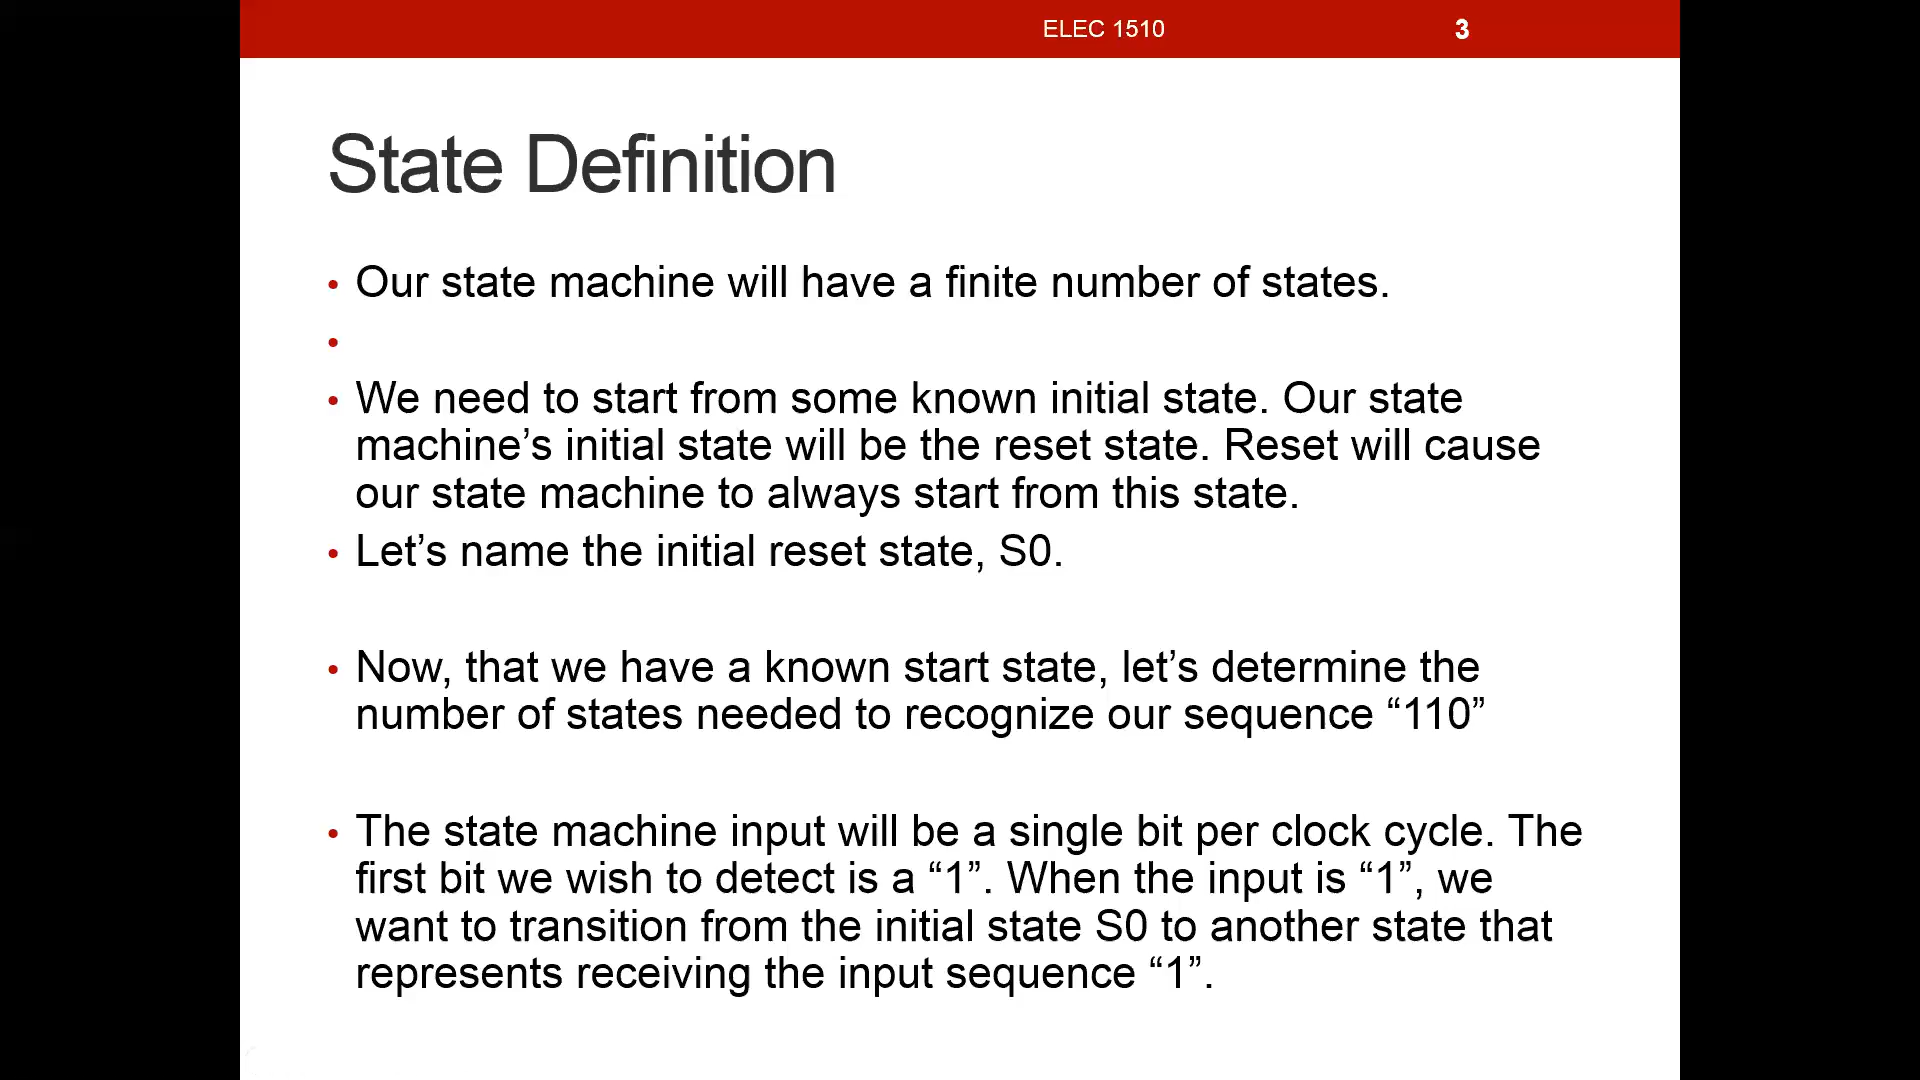 ELEC 1510 3
State Definition
• Our state machine will have a finite number of states.
•
• We need to start from some known initial state. Our state
machine’s initial state will be the reset state. Reset will cause
our state machine to always start from this state.
• Let’s name the initial reset state, S0.
• Now, that we have a known start state, let’s determine the
number of states needed to recognize our sequence “110”
• The state machine input will be a single bit per clock cycle. The
first bit we wish to detect is a “1”. When the input is “1”, we
want to transition from the initial state S0 to another state that
represents receiving the input sequence “1”.